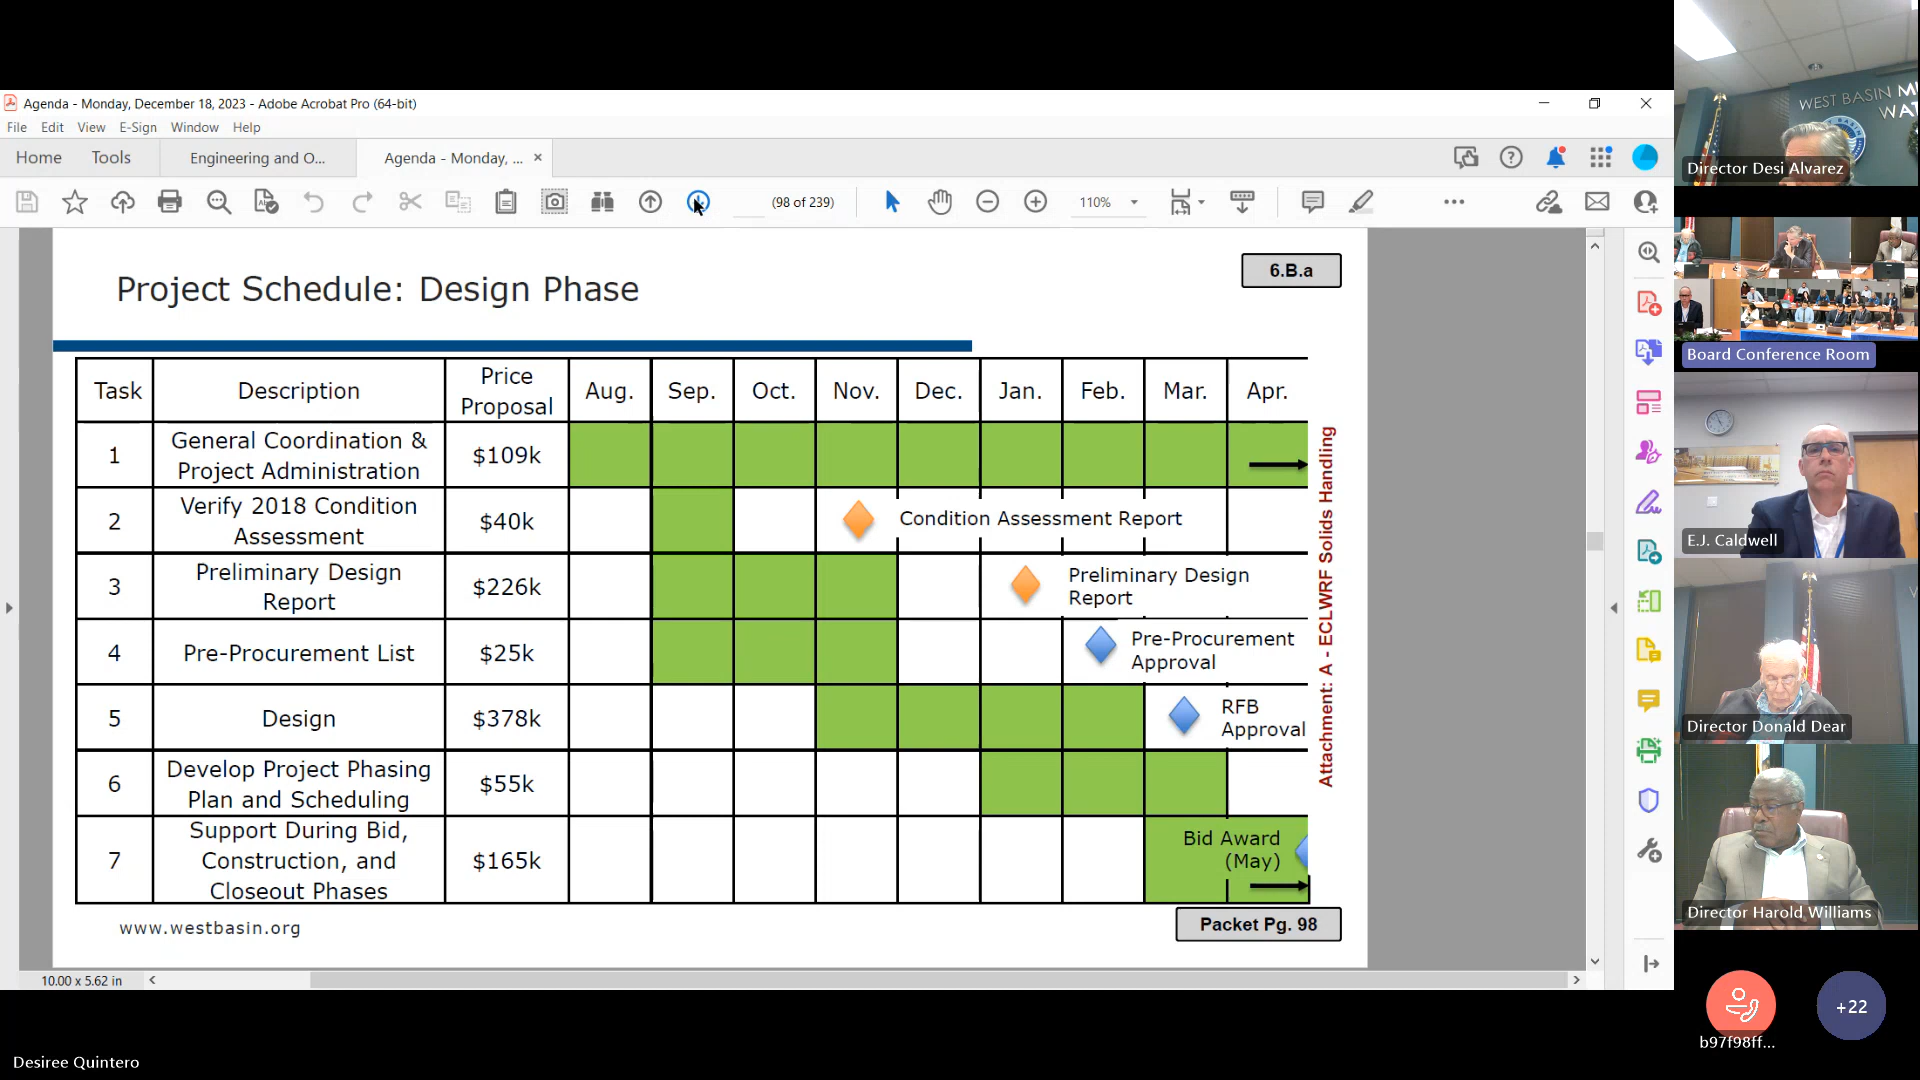 Agenda - Monday, December 18, 2023 - Adobe Acrobat Pro (64-bit)
File Edit View E-Sign Window Help
Home Tools Engineering and O... Agenda - Monday, ...
(98 of 239) 110%
Project Schedule: Design Phase
6.B.a
Task Description Price Proposal Aug. Sep. Oct. Nov. Dec. Jan. Feb. Mar. Apr.
1 General Coordination & Project Administration $109k
2 Verify 2018 Condition Assessment $40k Condition Assessment Report
3 Preliminary Design Report $226k Preliminary Design Report
4 Pre-Procurement List $25k Pre-Procurement Approval
5 Design $378k RFB Approval
6 Develop Project Phasing Plan and Scheduling $55k
7 Support During Bid, Construction, and Closeout Phases $165k Bid Award (May)
Attachment: A - ECLWRF Solids Handling
www.westbasin.org
Packet Pg. 98
10.00 x 5.62 in
WEST BASIN
Director Desi Alvarez
Board Conference Room
E.J. Caldwell
Director Donald Dear
Director Harold Williams
b97f98ff...
+22
Desiree Quintero